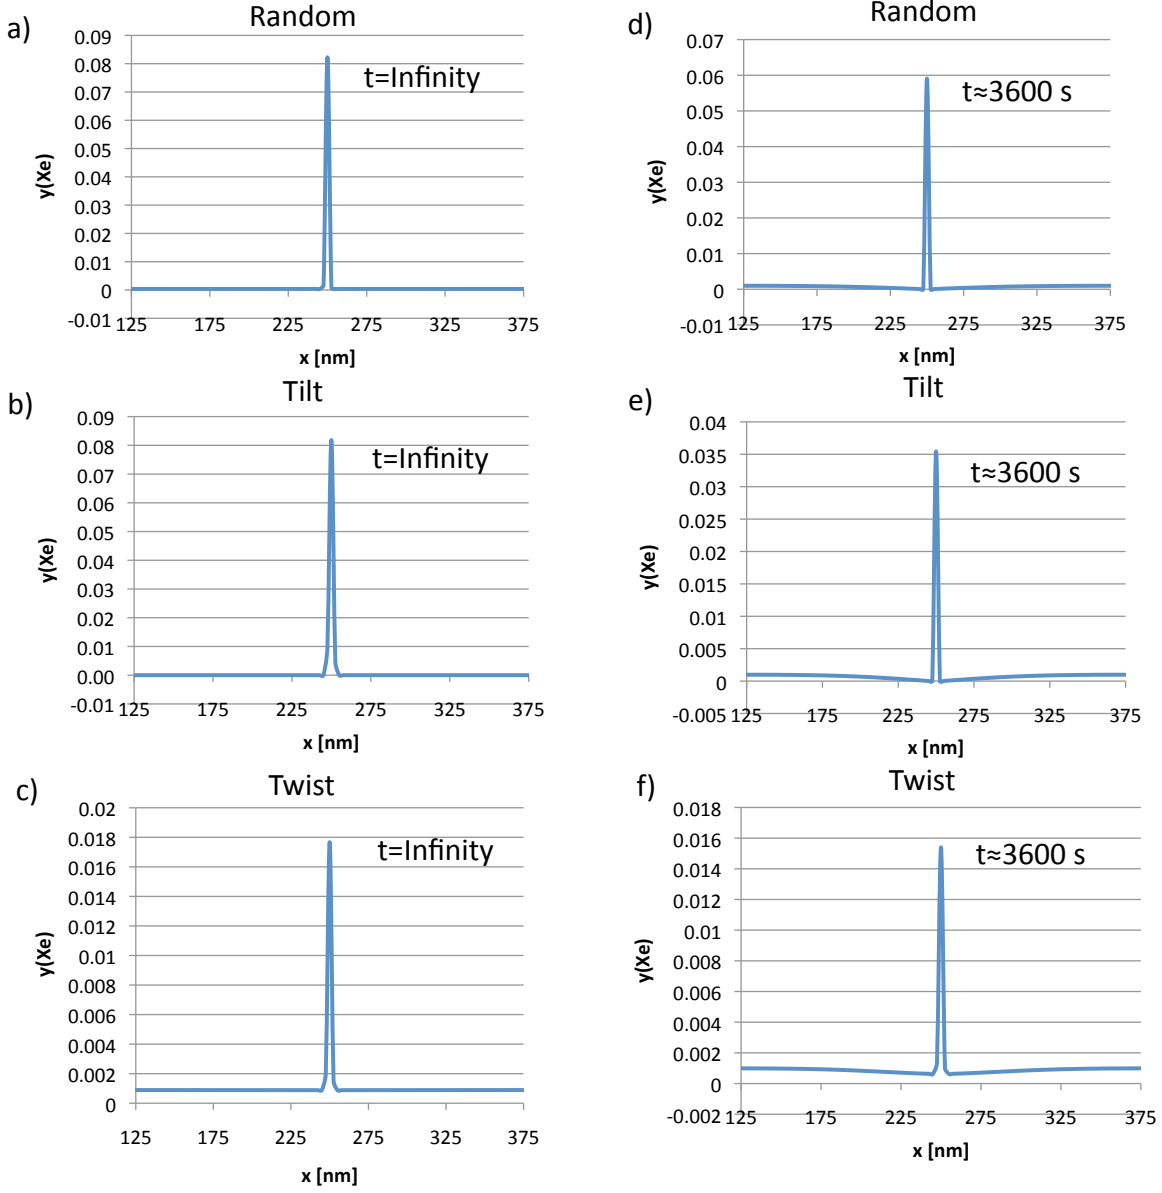 a)
Random
t=Infinity
y(Xe)
0.09
0.08
0.07
0.06
0.05
0.04
0.03
0.02
0.01
0
-0.01
125 175 225 275 325 375
x [nm]
d)
Random
t≈3600 s
y(Xe)
0.07
0.06
0.05
0.04
0.03
0.02
0.01
0
-0.01
125 175 225 275 325 375
x [nm]
b)
Tilt
t=Infinity
y(Xe)
0.09
0.08
0.07
0.06
0.05
0.04
0.03
0.02
0.01
0.00
-0.01
125 175 225 275 325 375
x [nm]
e)
Tilt
t≈3600 s
y(Xe)
0.04
0.035
0.03
0.025
0.02
0.015
0.01
0.005
0
-0.005
125 175 225 275 325 375
x [nm]
c)
Twist
t=Infinity
y(Xe)
0.02
0.018
0.016
0.014
0.012
0.01
0.008
0.006
0.004
0.002
0
125 175 225 275 325 375
x [nm]
f)
Twist
t≈3600 s
y(Xe)
0.018
0.016
0.014
0.012
0.01
0.008
0.006
0.004
0.002
0
-0.002
125 175 225 275 325 375
x [nm]